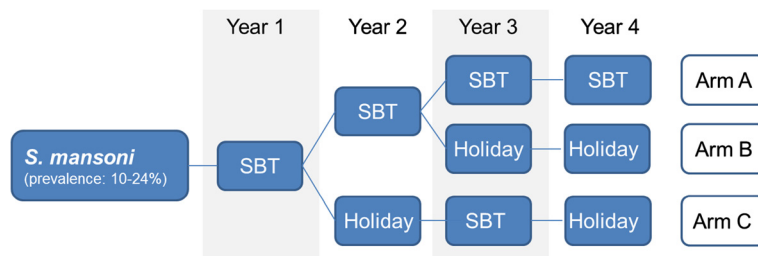 Year 1 Year 2 Year 3 Year 4
SBT SBT Arm A
SBT
S. mansoni
(prevalence: 10-24%)
SBT
Holiday Holiday Arm B
Holiday SBT Holiday Arm C